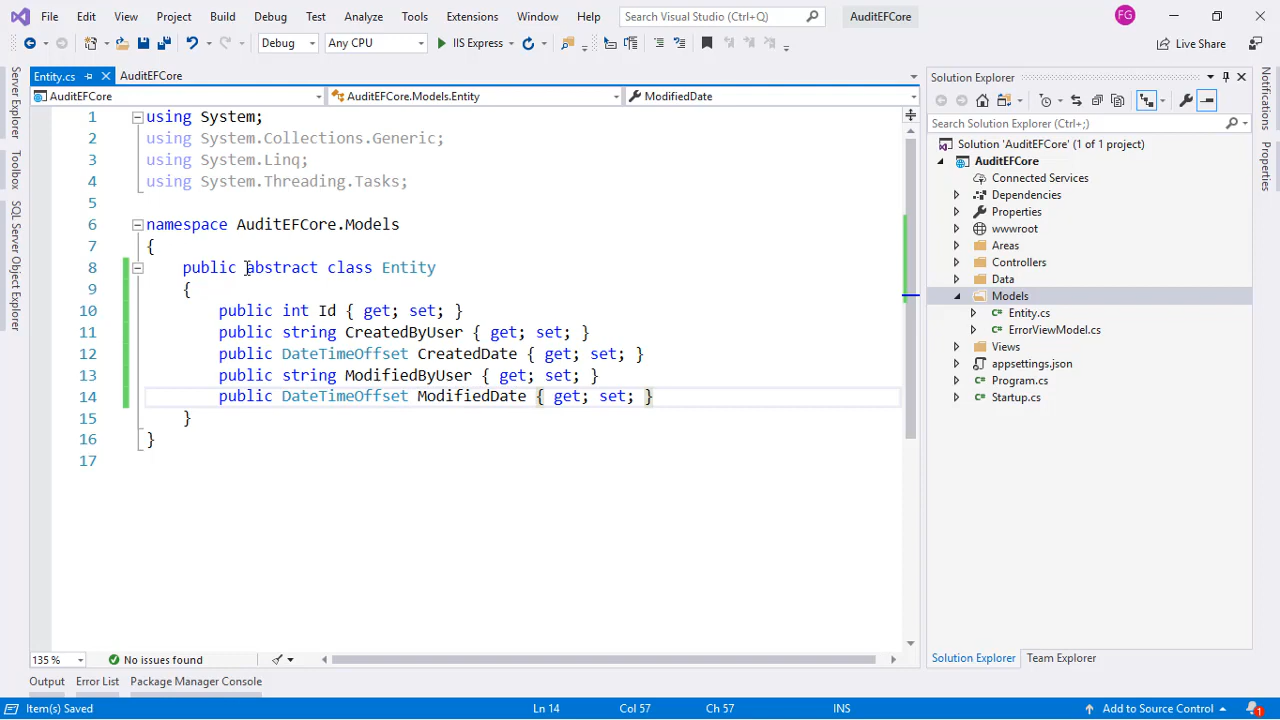 File Edit View Project Build Debug Test Analyze Tools Extensions Window Help Search Visual Studio (Ctrl+Q) AuditEFCore FG
Debug Any CPU IIS Express Live Share
Entity.cs AuditEFCore
AuditEFCore AuditEFCore.Models.Entity ModifiedDate
1 using System;
2 using System.Collections.Generic;
3 using System.Linq;
4 using System.Threading.Tasks;
5
6 namespace AuditEFCore.Models
7 {
8 public abstract class Entity
9 {
10 public int Id { get; set; }
11 public string CreatedByUser { get; set; }
12 public DateTimeOffset CreatedDate { get; set; }
13 public string ModifiedByUser { get; set; }
14 public DateTimeOffset ModifiedDate { get; set; }
15 }
16 }
17
135 % No issues found
Output Error List Package Manager Console
Item(s) Saved Ln 14 Col 57 Ch 57 INS Add to Source Control 1
Server Explorer
Toolbox
SQL Server Object Explorer
Solution Explorer
Search Solution Explorer (Ctrl+;)
Solution 'AuditEFCore' (1 of 1 project)
AuditEFCore
Connected Services
Dependencies
Properties
wwwroot
Areas
Controllers
Data
Models
C# Entity.cs
C# ErrorViewModel.cs
Views
appsettings.json
C# Program.cs
C# Startup.cs
Solution Explorer Team Explorer
Notifications
Properties